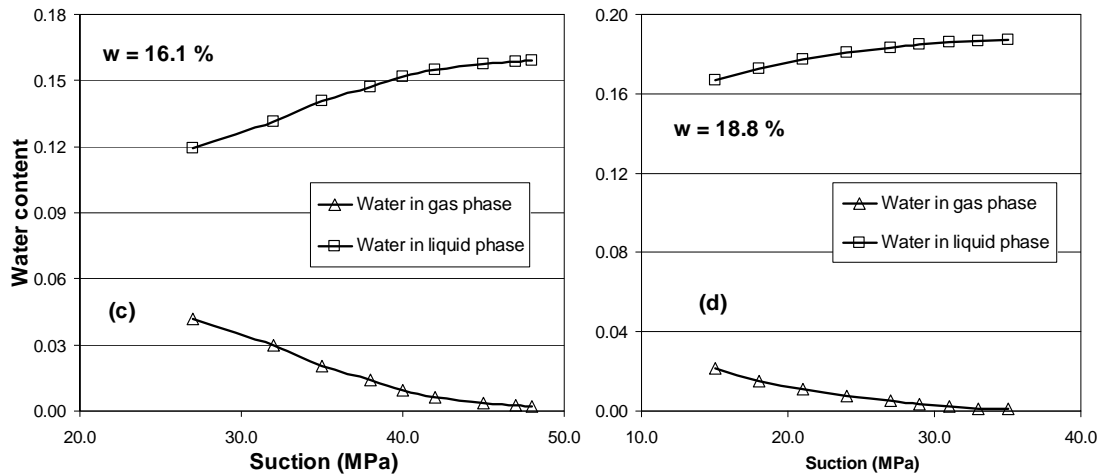 0.18
0.15
0.12
0.09
0.06
0.03
0.00
Water content
w = 16.1 %
Water in gas phase
Water in liquid phase
(c)
20.0 30.0 40.0 50.0
Suction (MPa)
0.20
0.16
0.12
0.08
0.04
0.00
w = 18.8 %
Water in gas phase
Water in liquid phase
(d)
10.0 20.0 30.0 40.0
Suction (MPa)